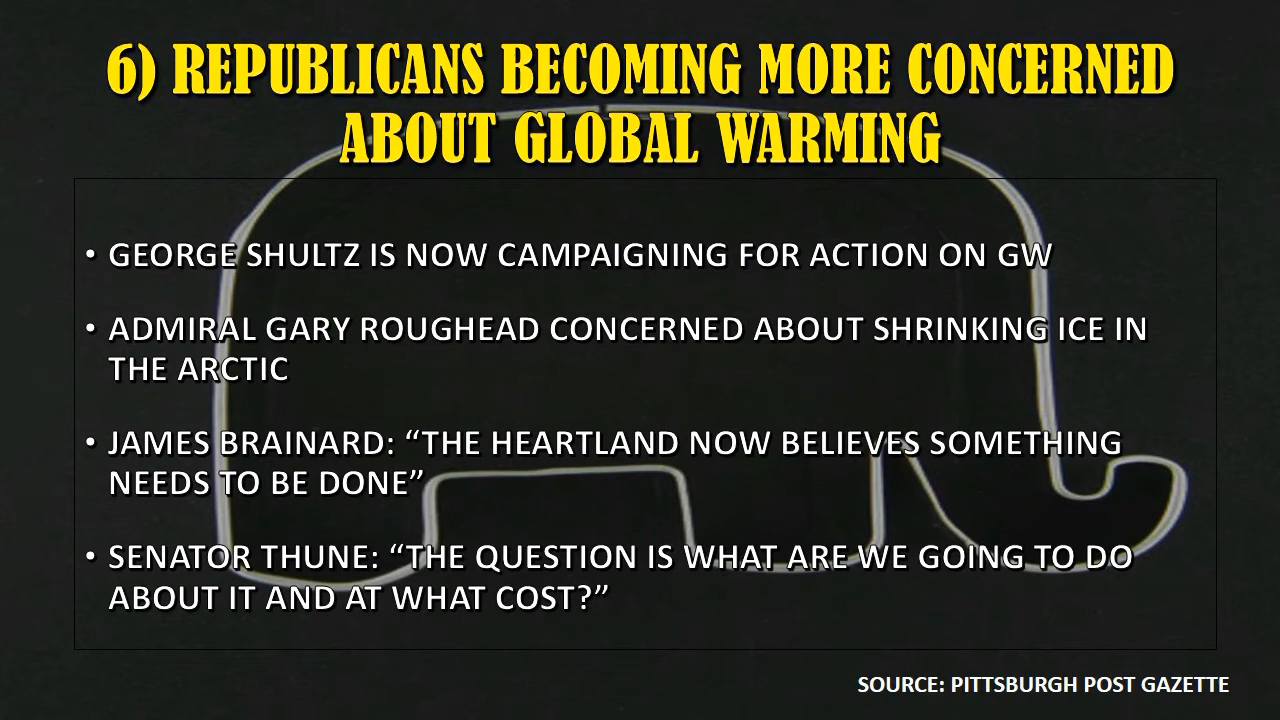 6) REPUBLICANS BECOMING MORE CONCERNED
ABOUT GLOBAL WARMING
• GEORGE SHULTZ IS NOW CAMPAIGNING FOR ACTION ON GW
• ADMIRAL GARY ROUGHEAD CONCERNED ABOUT SHRINKING ICE IN
THE ARCTIC
• JAMES BRAINARD: “THE HEARTLAND NOW BELIEVES SOMETHING
NEEDS TO BE DONE”
• SENATOR THUNE: “THE QUESTION IS WHAT ARE WE GOING TO DO
ABOUT IT AND AT WHAT COST?”
SOURCE: PITTSBURGH POST GAZETTE